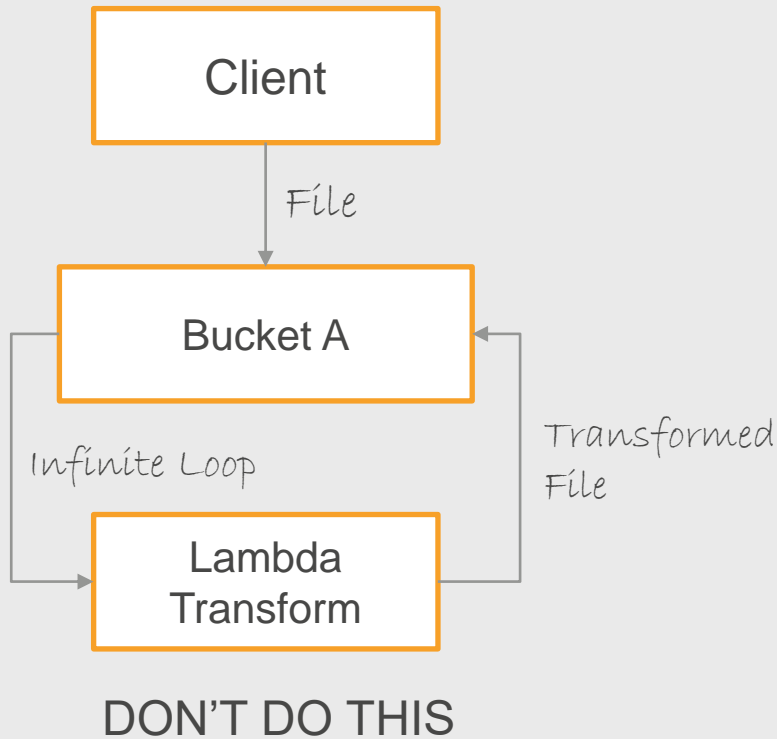 Client
File
Bucket A
Infinite Loop
Transformed
File
Lambda
Transform
DON'T DO THIS